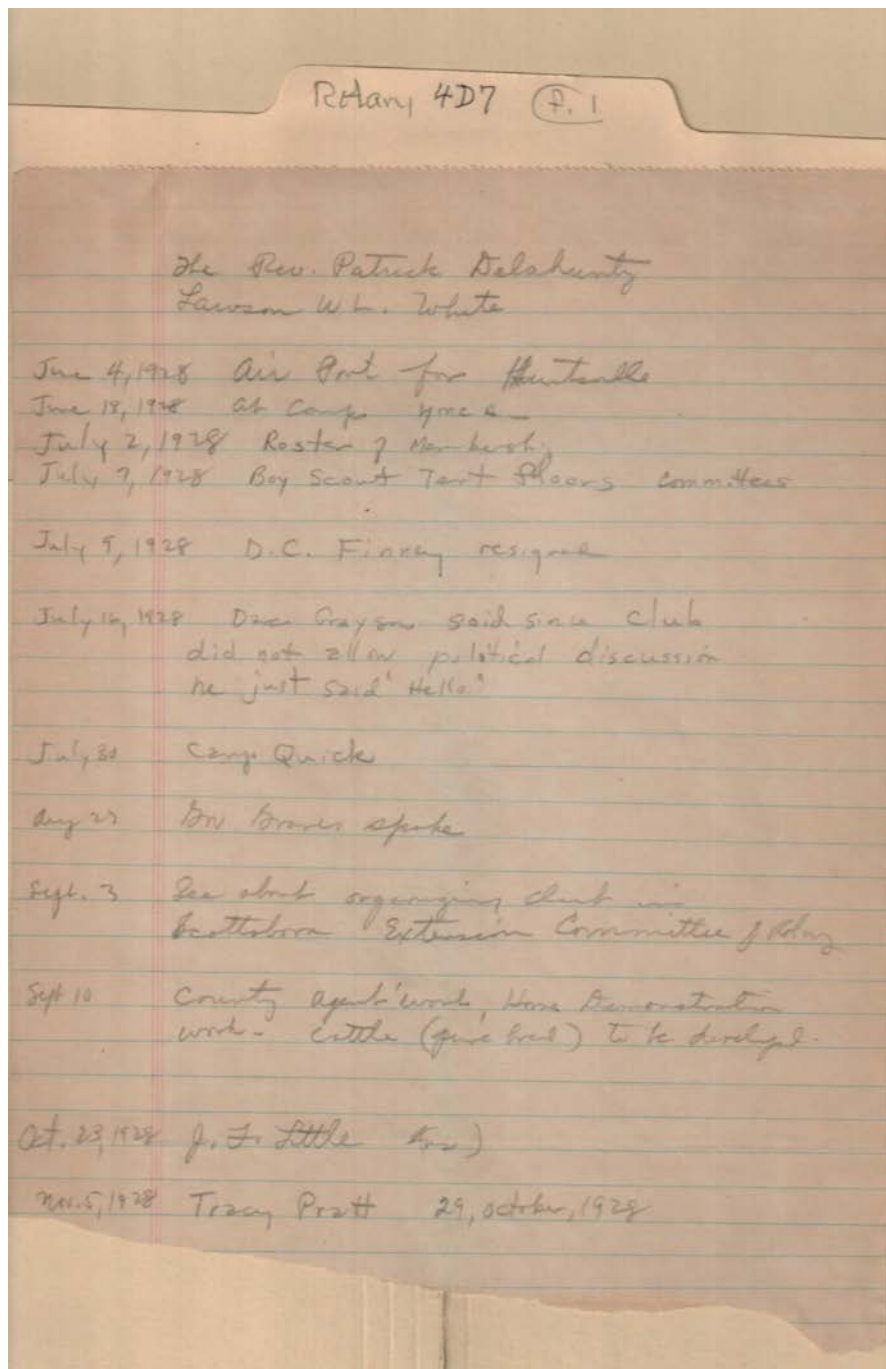 Rotary 4D7 P. 1
The Rev. Patrick Delahunty
Lawson W L. White
June 4, 1928 Air Port for Huntsville
June 18, 1928 at Camp ymca
July 2, 1928 Roster of Membership
July 7, 1928 Boy Scout Tent Floors committees
July 9, 1928 D.C. Finney resigned
July 16, 1928 Dave Grayson said since club
did not allow political discussion
he just said "Hello"
July 30 Camp Quick
Aug 27 Gov Graves spoke
Sept. 3 See about organizing club in
Scottsboro Extension Committee of Rotary
Sept 10 County agent work, Home Demonstration
work - cattle (pure bred) to be developed.
Oct. 23, 1928 J. F. Little
Nov. 5, 1928 Tracy Pratt 29, October, 1928